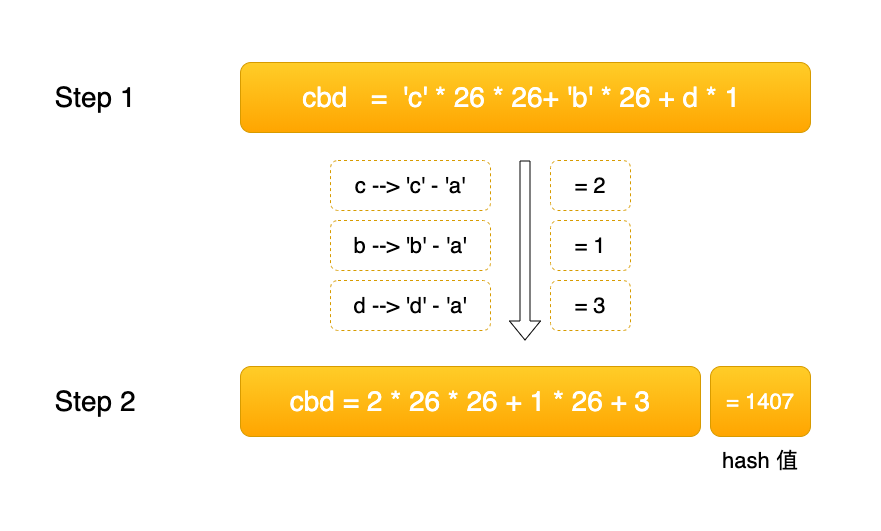 Step 1
cbd = 'c' * 26 * 26+ 'b' * 26 + d * 1
c --> 'c' - 'a'
= 2
b --> 'b' - 'a'
= 1
d --> 'd' - 'a'
= 3
Step 2
cbd = 2 * 26 * 26 + 1 * 26 + 3
= 1407
hash 值